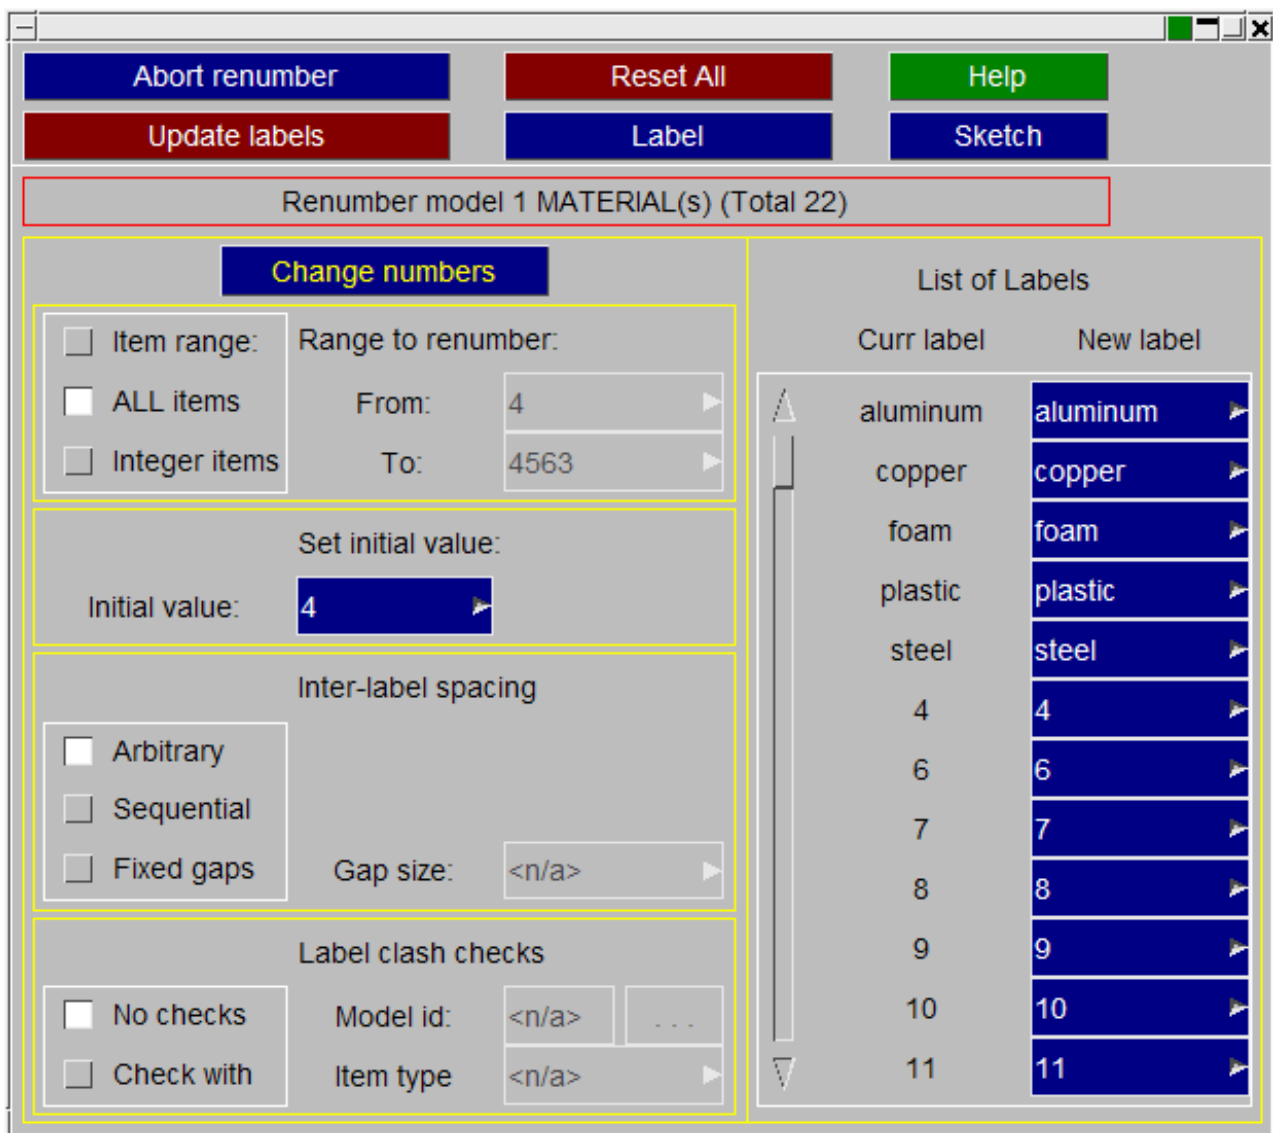 Abort renumber Reset All Help
Update labels Label Sketch
Renumber model 1 MATERIAL(s) (Total 22)
Change numbers
Item range: Range to renumber:
ALL items From: 4
Integer items To: 4563
Set initial value:
Initial value: 4
Inter-label spacing
Arbitrary
Sequential
Fixed gaps Gap size: <n/a>
Label clash checks
No checks Model id: <n/a> . . .
Check with Item type <n/a>
List of Labels
Curr label New label
aluminum aluminum
copper copper
foam foam
plastic plastic
steel steel
4 4
6 6
7 7
8 8
9 9
10 10
11 11